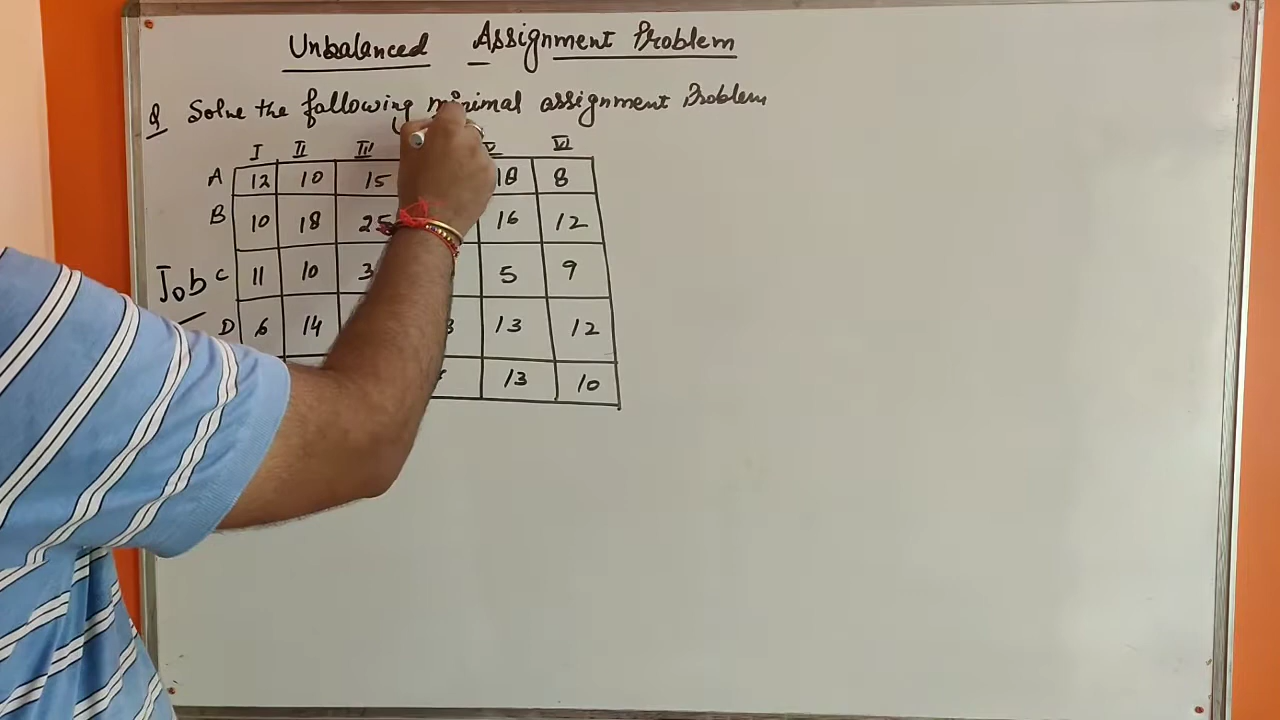 Unbalanced Assignment Problem
Q Solve the following minimal assignment Problem
I II III V VI
A 12 10 15 18 8
B 10 18 25 16 12
Job C 11 10 3 5 9
D 6 14 13 12
13 10